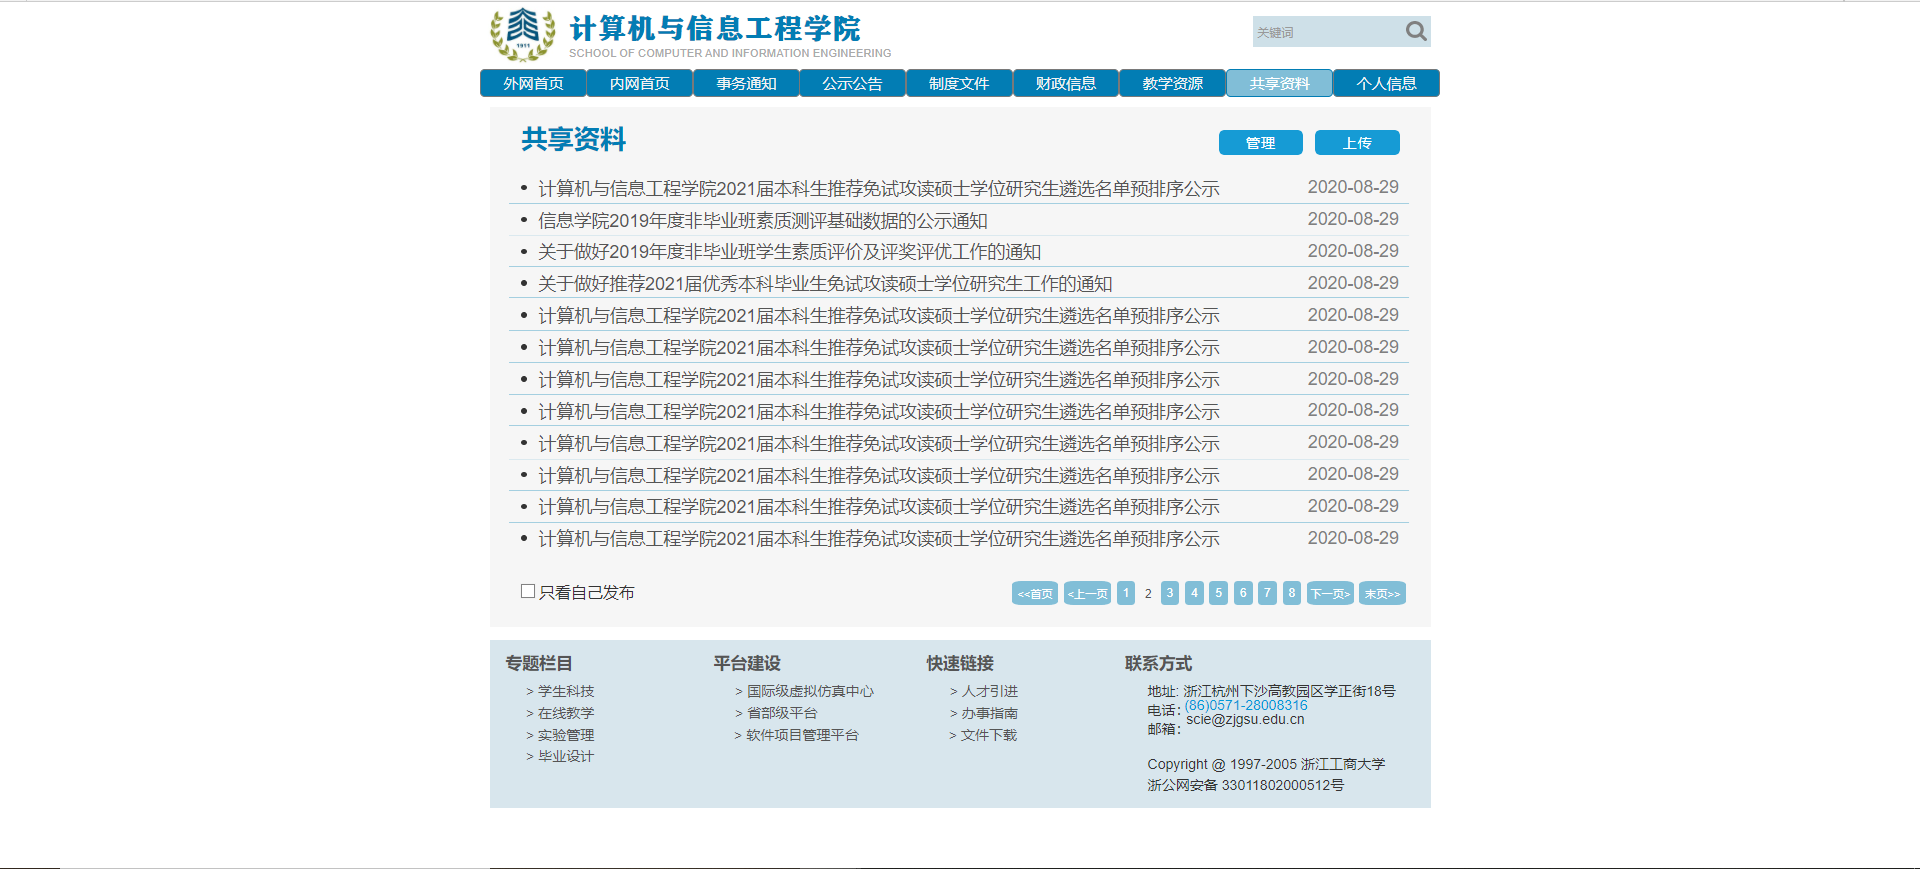 1911
计算机与信息工程学院
SCHOOL OF COMPUTER AND INFORMATION ENGINEERING
关键词
外网首页 内网首页 事务通知 公示公告 制度文件 财政信息 教学资源 共享资料 个人信息
共享资料
管理 上传
• 计算机与信息工程学院2021届本科生推荐免试攻读硕士学位研究生遴选名单预排序公示 2020-08-29
• 信息学院2019年度非毕业班素质测评基础数据的公示通知 2020-08-29
• 关于做好2019年度非毕业班学生素质评价及评奖评优工作的通知 2020-08-29
• 关于做好推荐2021届优秀本科毕业生免试攻读硕士学位研究生工作的通知 2020-08-29
• 计算机与信息工程学院2021届本科生推荐免试攻读硕士学位研究生遴选名单预排序公示 2020-08-29
• 计算机与信息工程学院2021届本科生推荐免试攻读硕士学位研究生遴选名单预排序公示 2020-08-29
• 计算机与信息工程学院2021届本科生推荐免试攻读硕士学位研究生遴选名单预排序公示 2020-08-29
• 计算机与信息工程学院2021届本科生推荐免试攻读硕士学位研究生遴选名单预排序公示 2020-08-29
• 计算机与信息工程学院2021届本科生推荐免试攻读硕士学位研究生遴选名单预排序公示 2020-08-29
• 计算机与信息工程学院2021届本科生推荐免试攻读硕士学位研究生遴选名单预排序公示 2020-08-29
• 计算机与信息工程学院2021届本科生推荐免试攻读硕士学位研究生遴选名单预排序公示 2020-08-29
• 计算机与信息工程学院2021届本科生推荐免试攻读硕士学位研究生遴选名单预排序公示 2020-08-29
只看自己发布
<<首页 <上一页 1 2 3 4 5 6 7 8 下一页> 末页>>
专题栏目
> 学生科技
> 在线教学
> 实验管理
> 毕业设计
平台建设
> 国际级虚拟仿真中心
> 省部级平台
> 软件项目管理平台
快速链接
> 人才引进
> 办事指南
> 文件下载
联系方式
地址: 浙江杭州下沙高教园区学正街18号
电话: (86)0571-28008316
邮箱: scie@zjgsu.edu.cn
Copyright @ 1997-2005 浙江工商大学
浙公网安备 33011802000512号